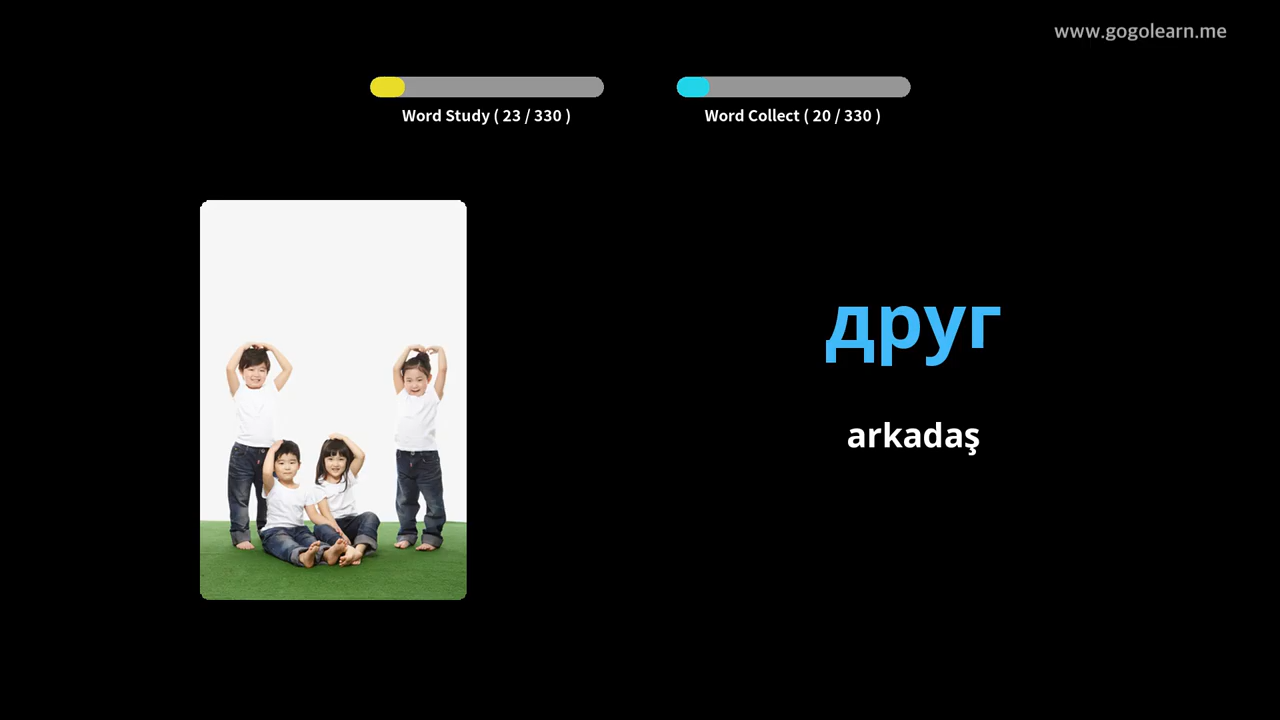 www.gogolearn.me
Word Study ( 23 / 330 )
Word Collect ( 20 / 330 )
друг
arkadaş